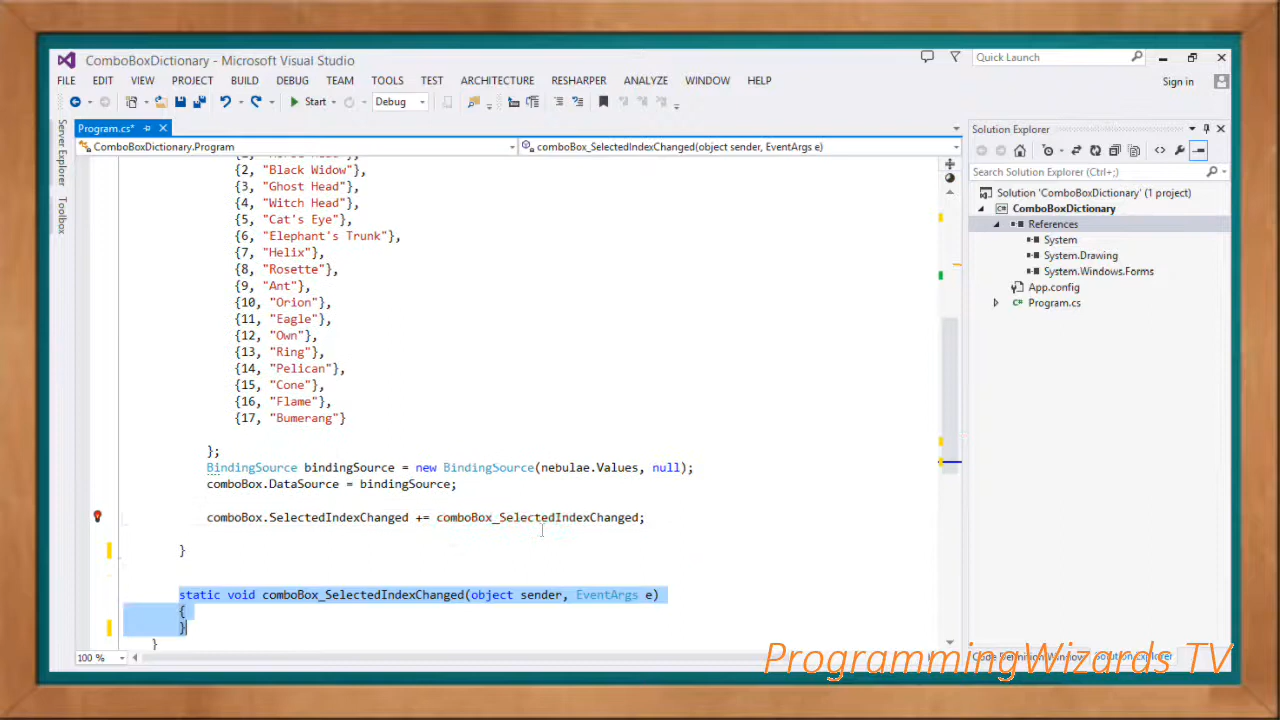 ComboBoxDictionary - Microsoft Visual Studio
Quick Launch
FILE EDIT VIEW PROJECT BUILD DEBUG TEAM TOOLS TEST ARCHITECTURE RESHARPER ANALYZE WINDOW HELP
Sign in
Start Debug
Program.cs*
Solution Explorer
ComboBoxDictionary.Program
comboBox_SelectedIndexChanged(object sender, EventArgs e)
Server Explorer
Toolbox
Search Solution Explorer (Ctrl+;)
Solution 'ComboBoxDictionary' (1 project)
ComboBoxDictionary
References
System
System.Drawing
System.Windows.Forms
App.config
Program.cs
{2, "Black Widow"},
{3, "Ghost Head"},
{4, "Witch Head"},
{5, "Cat's Eye"},
{6, "Elephant's Trunk"},
{7, "Helix"},
{8, "Rosette"},
{9, "Ant"},
{10, "Orion"},
{11, "Eagle"},
{12, "Own"},
{13, "Ring"},
{14, "Pelican"},
{15, "Cone"},
{16, "Flame"},
{17, "Bumerang"}
};
BindingSource bindingSource = new BindingSource(nebulae.Values, null);
comboBox.DataSource = bindingSource;
comboBox.SelectedIndexChanged += comboBox_SelectedIndexChanged;
}
static void comboBox_SelectedIndexChanged(object sender, EventArgs e)
{
}
}
100 %
Code Definition Window Solution Explorer
ProgrammingWizards TV